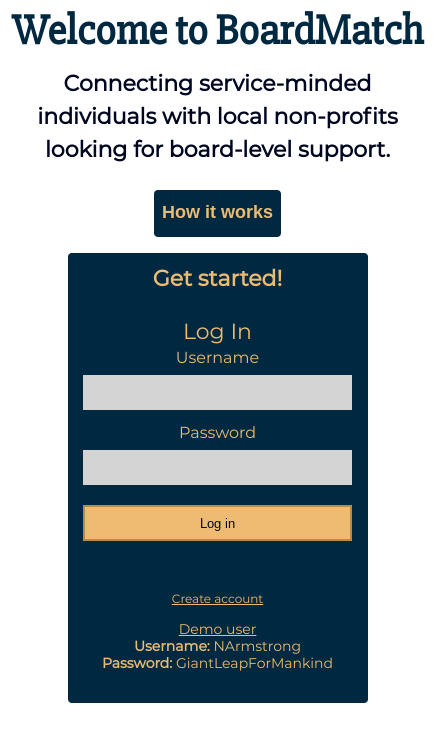 Welcome to BoardMatch
Connecting service-minded
individuals with local non-profits
looking for board-level support.
How it works
Get started!
Log In
Username
Password
Log in
Create account
Demo user
Username: NArmstrong
Password: GiantLeapForMankind